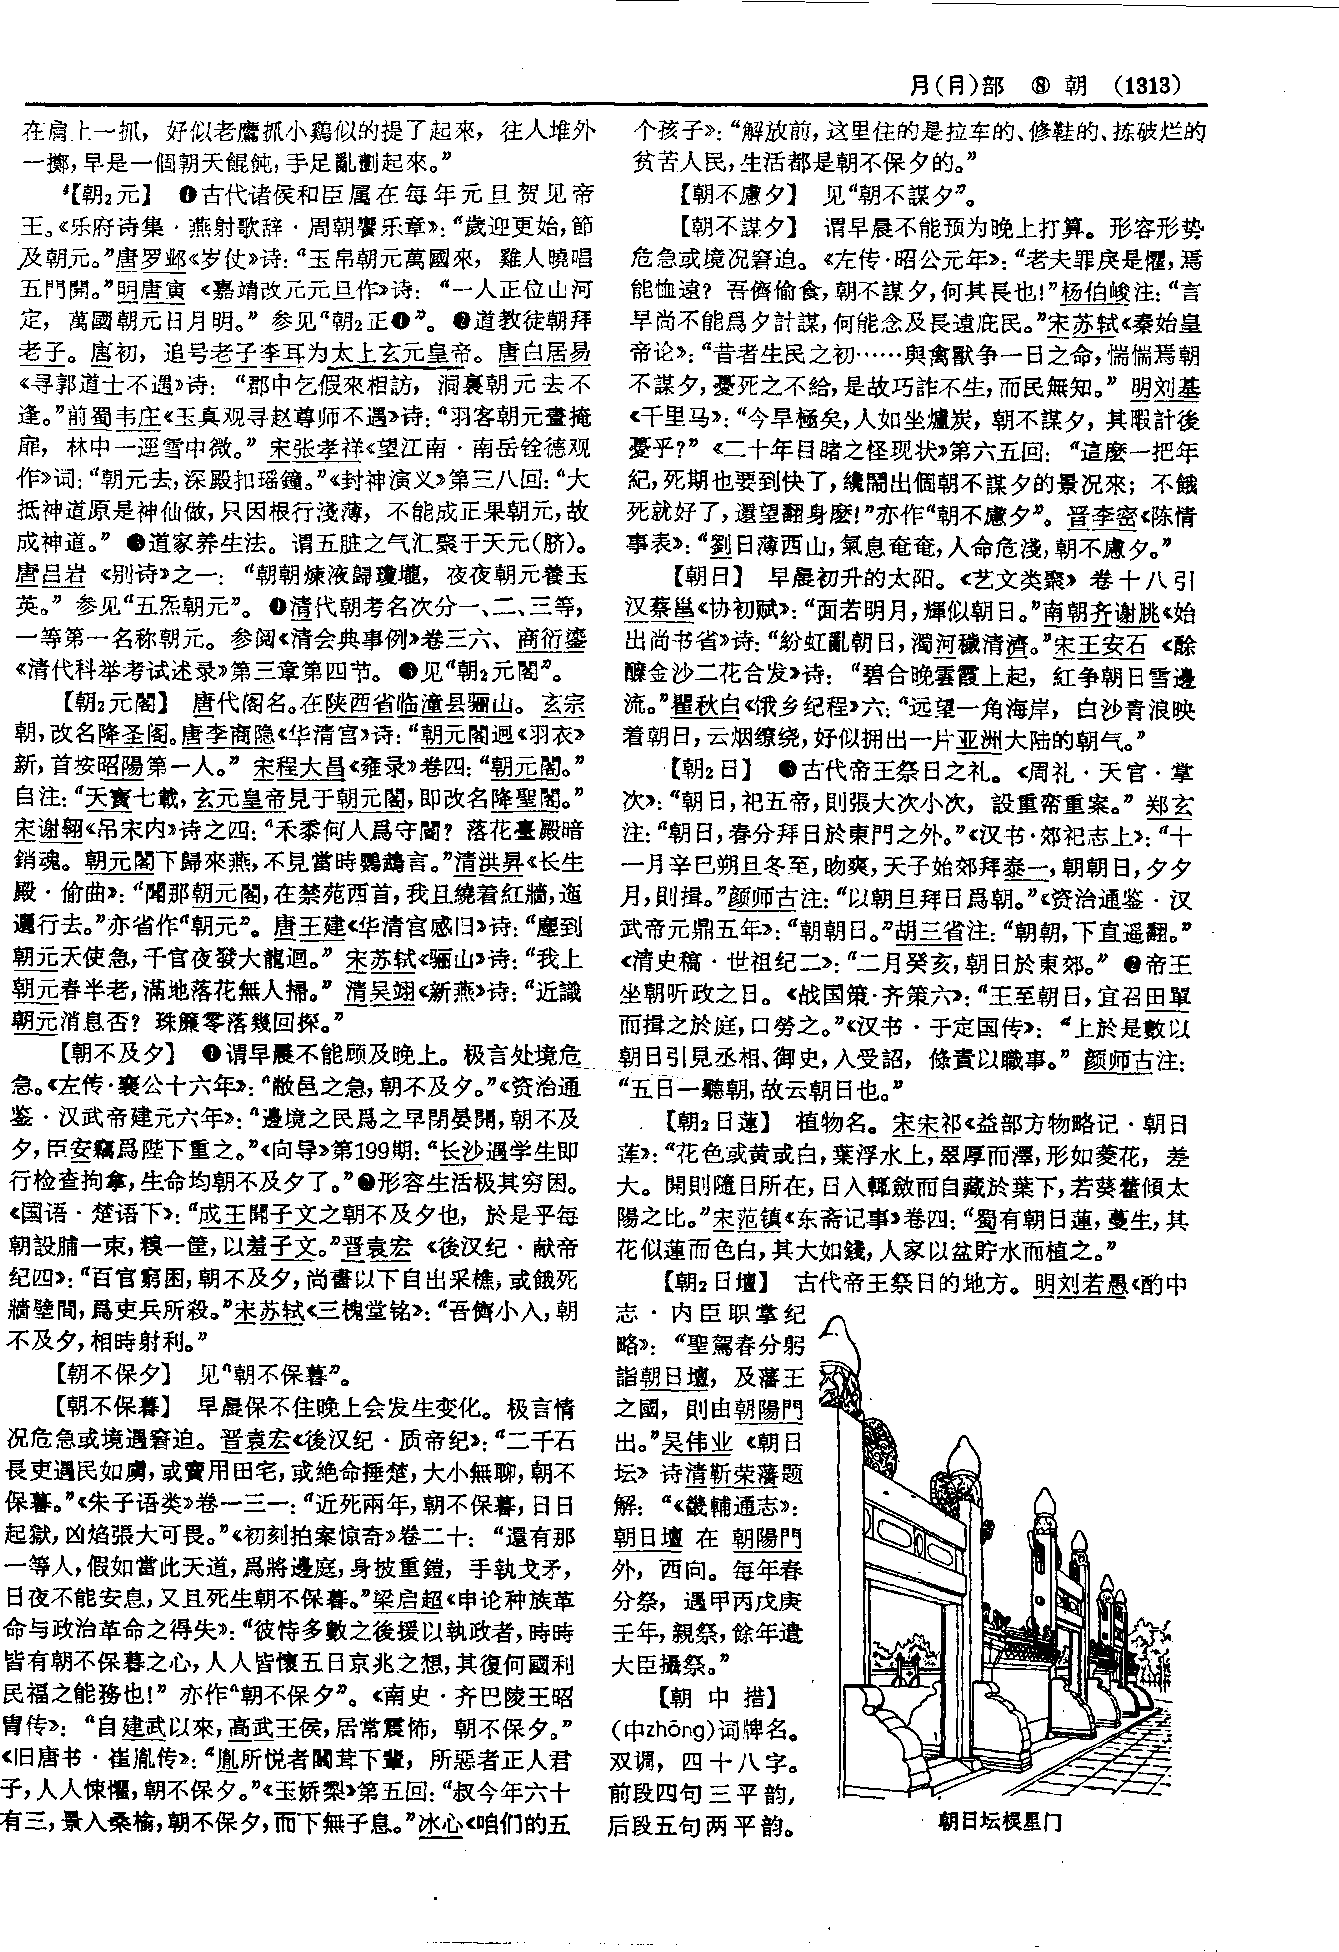 月(月)部 ⑧ 朝 (1313)
在肩上一抓，好似老鷹抓小鷄似的提了起來，往人堆外
一擲，早是一個朝天餛飩，手足亂劃起來。”
【朝₂元】 ❶古代诸侯和臣属在每年元旦贺见帝
王。《乐府诗集·燕射歌辞·周朝饗乐章》：“歲迎更始，節
及朝元。”唐罗邺《岁仗》诗：“玉帛朝元萬國來，雞人曉唱
五門開。”明唐寅《嘉靖改元元旦作》诗：“一人正位山河
定，萬國朝元日月明。”参见“朝₂正❶”。❷道教徒朝拜
老子。唐初，追号老子李耳为太上玄元皇帝。唐白居易
《寻郭道士不遇》诗：“郡中乞假來相訪，洞裏朝元去不
逢。”前蜀韦庄《玉真观寻赵尊师不遇》诗：“羽客朝元晝掩
扉，林中一逕雪中微。”宋张孝祥《望江南·南岳铨德观
作》词：“朝元去，深殿扣瑶鐘。”《封神演义》第三八回：“大
抵神道原是神仙做，只因根行淺薄，不能成正果朝元，故
成神道。”❸道家养生法。谓五脏之气汇聚于天元(脐)。
唐吕岩《别诗》之一：“朝朝煉液歸瓊壠，夜夜朝元養玉
英。”参见“五炁朝元”。❹清代朝考名次分一、二、三等，
一等第一名称朝元。参阅《清会典事例》卷三六、商衍鎏
《清代科举考试述录》第三章第四节。❺见“朝₂元閣”。
【朝₂元閣】 唐代阁名。在陕西省临潼县骊山。玄宗
朝，改名降圣阁。唐李商隐《华清宫》诗：“朝元閣迥《羽衣》
新，首按昭陽第一人。”宋程大昌《雍录》卷四：“朝元閣。”
自注：“天寳七載，玄元皇帝見于朝元閣，即改名降聖閣。”
宋谢翱《吊宋内》诗之四：“禾黍何人爲守閽？落花臺殿暗
銷魂。朝元閣下歸來燕，不見當時鸚鵡言。”清洪昇《长生
殿·偷曲》：“聞那朝元閣，在禁苑西首，我且繞着紅牆，迤
邐行去。”亦省作“朝元”。唐王建《华清宫感旧》诗：“塵到
朝元天使急，千官夜發大龍迴。”宋苏轼《骊山》诗：“我上
朝元春半老，滿地落花無人掃。”清吴翊《新燕》诗：“近識
朝元消息否？珠簾零落幾回探。”
【朝不及夕】 ❶谓早晨不能顾及晚上。极言处境危
急。《左传·襄公十六年》：“敝邑之急，朝不及夕。”《资治通
鉴·汉武帝建元六年》：“邊境之民爲之早閉晏開，朝不及
夕，臣安竊爲陛下重之。”《向导》第199期：“长沙遇学生即
行检查拘拿，生命均朝不及夕了。”❷形容生活极其穷困。
《国语·楚语下》：“成王聞子文之朝不及夕也，於是乎每
朝設脯一束，糗一筐，以羞子文。”晋袁宏《後汉纪·献帝
纪四》：“百官窮困，朝不及夕，尚書以下自出采樵，或餓死
牆壁間，爲吏兵所殺。”宋苏轼《三槐堂铭》：“吾儕小人，朝
不及夕，相時射利。”
【朝不保夕】 见“朝不保暮”。
【朝不保暮】 早晨保不住晚上会发生变化。极言情
况危急或境遇窘迫。晋袁宏《後汉纪·质帝纪》：“二千石
長吏遇民如虜，或賣用田宅，或絶命捶楚，大小無聊，朝不
保暮。”《朱子语类》卷一三一：“近死兩年，朝不保暮，日日
起獄，凶焰張大可畏。”《初刻拍案惊奇》卷二十：“還有那
一等人，假如當此天道，爲將邊庭，身披重鎧，手執戈矛，
日夜不能安息，又且死生朝不保暮。”梁启超《申论种族革
命与政治革命之得失》：“彼恃多數之後援以執政者，時時
皆有朝不保暮之心，人人皆懷五日京兆之想，其復何國利
民福之能務也！”亦作“朝不保夕”。《南史·齐巴陵王昭
胄传》：“自建武以來，高武王侯，居常震怖，朝不保夕。”
《旧唐书·崔胤传》：“胤所悦者闒茸下輩，所惡者正人君
子，人人悚懼，朝不保夕。”《玉娇梨》第五回：“叔今年六十
有三，景入桑榆，朝不保夕，而下無子息。”冰心《咱们的五
个孩子》：“解放前，这里住的是拉车的、修鞋的、拣破烂的
贫苦人民，生活都是朝不保夕的。”
【朝不慮夕】 见“朝不謀夕”。
【朝不謀夕】 谓早晨不能预为晚上打算。形容形势
危急或境况窘迫。《左传·昭公元年》：“老夫罪戾是懼，焉
能恤遠？吾儕偷食，朝不謀夕，何其長也！”杨伯峻注：“言
早尚不能爲夕計謀，何能念及長遠庶民。”宋苏轼《秦始皇
帝论》：“昔者生民之初……與禽獸争一日之命，惴惴焉朝
不謀夕，憂死之不給，是故巧詐不生，而民無知。”明刘基
《千里马》：“今早極矣，人如坐爐炭，朝不謀夕，其暇計後
憂乎？”《二十年目睹之怪现状》第六五回：“這麽一把年
紀，死期也要到快了，纔鬧出個朝不謀夕的景况來；不餓
死就好了，還望翻身麽！”亦作“朝不慮夕”。晋李密《陈情
事表》：“劉日薄西山，氣息奄奄，人命危淺，朝不慮夕。”
【朝日】 早晨初升的太阳。《艺文类聚》卷十八引
汉蔡邕《协初赋》：“面若明月，輝似朝日。”南朝齐谢朓《始
出尚书省》诗：“紛虹亂朝日，濁河穢清濟。”宋王安石《酴
醾金沙二花合发》诗：“碧合晚雲霞上起，紅争朝日雪邊
流。”瞿秋白《饿乡纪程》六：“远望一角海岸，白沙青浪映
着朝日，云烟缭绕，好似拥出一片亚洲大陆的朝气。”
【朝₂日】 ❶古代帝王祭日之礼。《周礼·天官·掌
次》：“朝日，祀五帝，則張大次小次，設重帟重案。”郑玄
注：“朝日，春分拜日於東門之外。”《汉书·郊祀志上》：“十
一月辛巳朔旦冬至，昒爽，天子始郊拜泰一，朝朝日，夕夕
月，則揖。”颜师古注：“以朝旦拜日爲朝。”《资治通鉴·汉
武帝元鼎五年》：“朝朝日。”胡三省注：“朝朝，下直遥翻。”
《清史稿·世祖纪二》：“二月癸亥，朝日於東郊。”❷帝王
坐朝听政之日。《战国策·齐策六》：“王至朝日，宜召田單
而揖之於庭，口勞之。”《汉书·于定国传》：“上於是數以
朝日引見丞相、御史，入受詔，條責以職事。”颜师古注：
“五日一聽朝，故云朝日也。”
【朝₂日蓮】 植物名。宋宋祁《益部方物略记·朝日
莲》：“花色或黄或白，葉浮水上，翠厚而澤，形如菱花，差
大。開則隨日所在，日入輒斂而自藏於葉下，若葵藿傾太
陽之比。”宋范镇《东斋记事》卷四：“蜀有朝日蓮，蔓生，其
花似蓮而色白，其大如錢，人家以盆貯水而植之。”
【朝₂日壇】 古代帝王祭日的地方。明刘若愚《酌中
志·内臣职掌纪
略》：“聖駕春分躬
詣朝日壇，及藩王
之國，則由朝陽門
出。”吴伟业《朝日
坛》诗清靳荣藩题
解：“《畿輔通志》：
朝日壇在朝陽門
外，西向。每年春
分祭，遇甲丙戊庚
壬年，親祭，餘年遣
大臣攝祭。”
【朝中措】
(中zhōng)词牌名。
双调，四十八字。
前段四句三平韵，
后段五句两平韵。
朝日坛棂星门